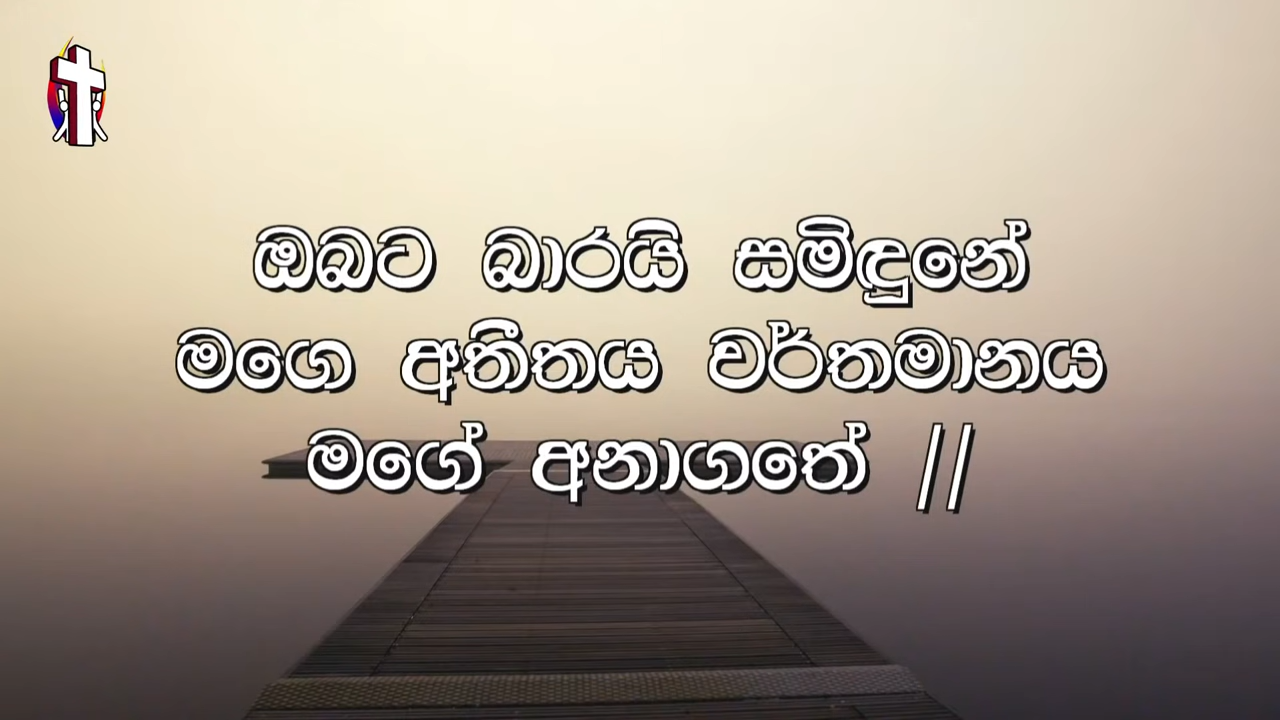 ඔබට බාරයි සමිඳුනේ
මගෙ අතීතය වර්තමානය
මගේ අනාගතේ //